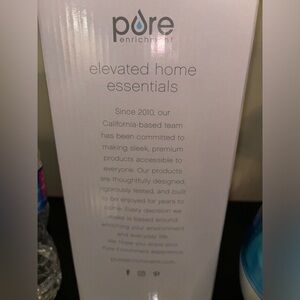 pure
enrichment
elevated home
essentials
Since 2010, our
California-based team
has been committed to
making sleek, premium
products accessible to
everyone. Our products
are thoughtfully designed,
rigorously tested, and built
to be enjoyed for years to
come. Every decision we
make is based around
enriching your environment
and everyday life.
We hope you enjoy your
Pure Enrichment experience.